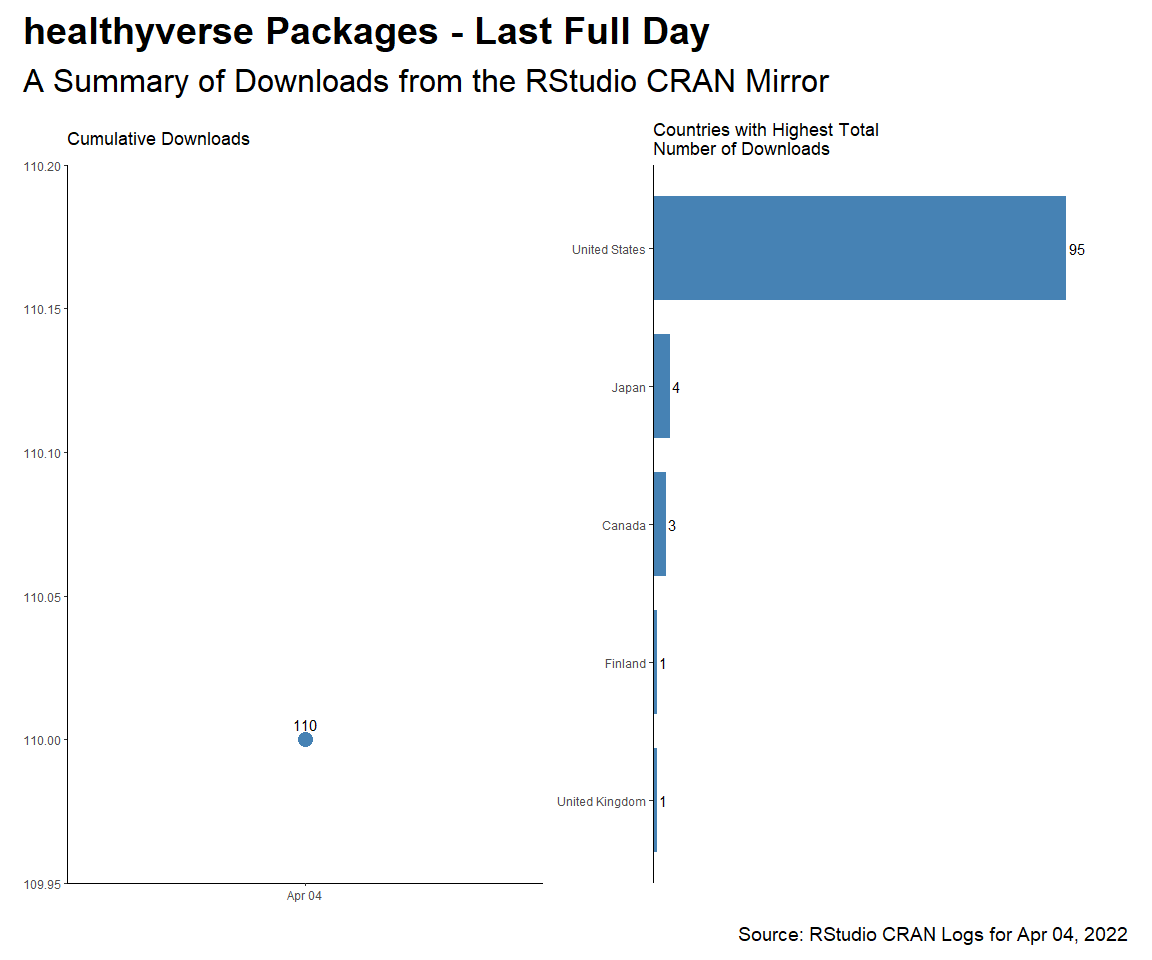 healthyverse Packages - Last Full Day
A Summary of Downloads from the RStudio CRAN Mirror
Cumulative Downloads
110.20
110.15
110.10
110.05
110.00
109.95
110
Apr 04
Countries with Highest Total
Number of Downloads
United States
95
Japan
4
Canada
3
Finland
1
United Kingdom
1
Source: RStudio CRAN Logs for Apr 04, 2022